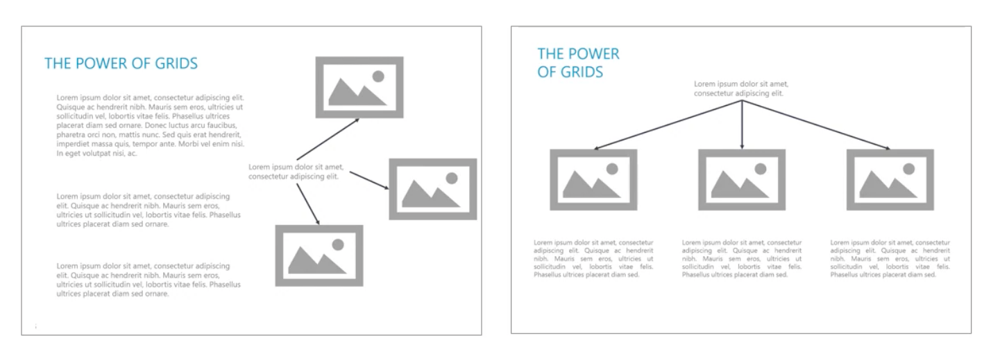 THE POWER OF GRIDS
Lorem ipsum dolor sit amet, consectetur adipiscing elit.
Quisque ac hendrerit nibh. Mauris sem eros, ultricies ut
sollicitudin vel, lobortis vitae felis. Phasellus ultrices
placerat diam sed ornare. Donec luctus arcu faucibus,
pharetra orci non, mattis nunc. Sed quis erat hendrerit,
imperdiet massa quis, tempor ante. Morbi vel enim nisi.
In eget volutpat nisi, ac.
Lorem ipsum dolor sit amet, consectetur adipiscing
elit. Quisque ac hendrerit nibh. Mauris sem eros,
ultricies ut sollicitudin vel, lobortis vitae felis. Phasellus
ultrices placerat diam sed ornare.
Lorem ipsum dolor sit amet, consectetur adipiscing
elit. Quisque ac hendrerit nibh. Mauris sem eros,
ultricies ut sollicitudin vel, lobortis vitae felis. Phasellus
ultrices placerat diam sed ornare.
Lorem ipsum dolor sit amet,
consectetur adipiscing elit.
THE POWER
OF GRIDS
Lorem ipsum dolor sit amet,
consectetur adipiscing elit.
Lorem ipsum dolor sit amet, consectetur
adipiscing elit. Quisque ac hendrerit
nibh. Mauris sem eros, ultricies ut
sollicitudin vel, lobortis vitae felis.
Phasellus ultrices placerat diam sed.
Lorem ipsum dolor sit amet, consectetur
adipiscing elit. Quisque ac hendrerit
nibh. Mauris sem eros, ultricies ut
sollicitudin vel, lobortis vitae felis.
Phasellus ultrices placerat diam sed.
Lorem ipsum dolor sit amet, consectetur
adipiscing elit. Quisque ac hendrerit
nibh. Mauris sem eros, ultricies ut
sollicitudin vel, lobortis vitae felis.
Phasellus ultrices placerat diam sed.